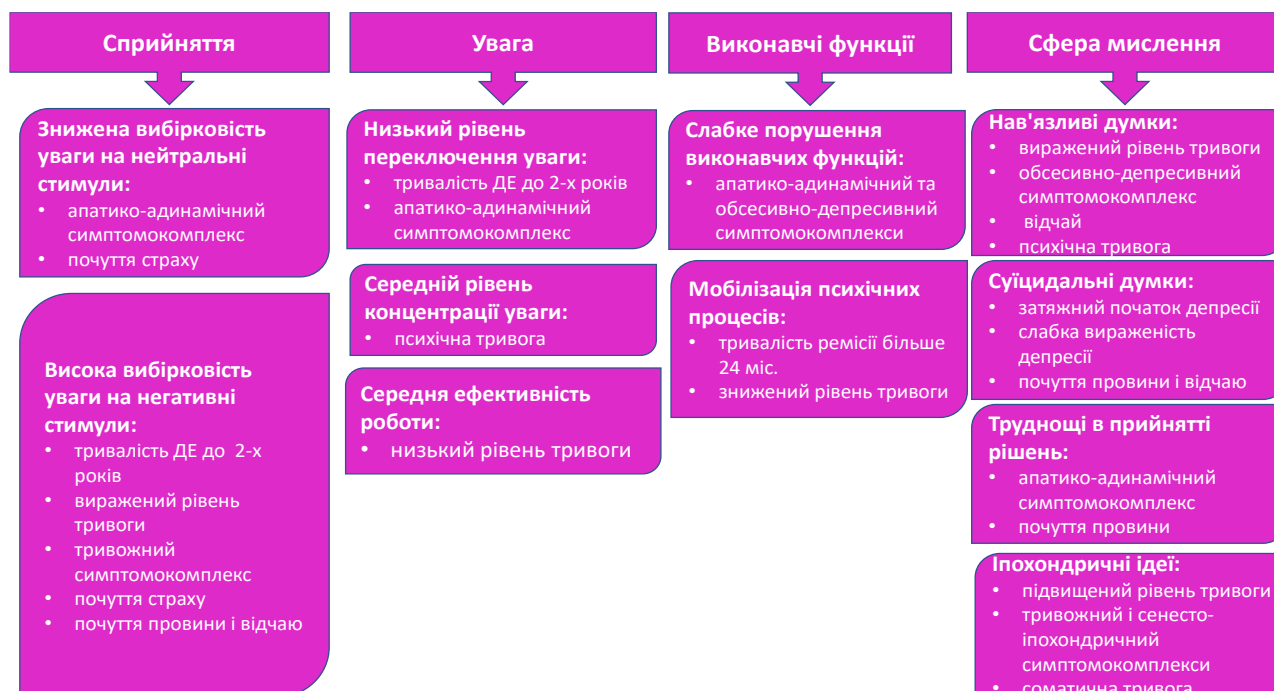 Сприйняття
Знижена вибірковість
уваги на нейтральні
стимули:
• апатико-адинамічний
симптомокомплекс
• почуття страху
Висока вибірковість
уваги на негативні
стимули:
• тривалість ДЕ до 2-х
років
• виражений рівень
тривоги
• тривожний
симптомокомплекс
• почуття страху
• почуття провини і відчаю
Увага
Низький рівень
переключення уваги:
• тривалість ДЕ до 2-х років
• апатико-адинамічний
симптомокомплекс
Середній рівень
концентрації уваги:
• психічна тривога
Середня ефективність
роботи:
• низький рівень тривоги
Виконавчі функції
Слабке порушення
виконавчих функцій:
• апатико-адинамічний та
обсесивно-депресивний
симптомокомплекси
Мобілізація психічних
процесів:
• тривалість ремісії більше
24 міс.
• знижений рівень тривоги
Сфера мислення
Нав'язливі думки:
• виражений рівень тривоги
• обсесивно-депресивний
симптомокомплекс
• відчай
• психічна тривога
Суїцидальні думки:
• затяжний початок депресії
• слабка вираженість
депресії
• почуття провини і відчаю
Труднощі в прийнятті
рішень:
• апатико-адинамічний
симптомокомплекс
• почуття провини
Іпохондричні ідеї:
• підвищений рівень тривоги
• тривожний і сенесто-
іпохондричний
симптомокомплекси
• соматична тривога